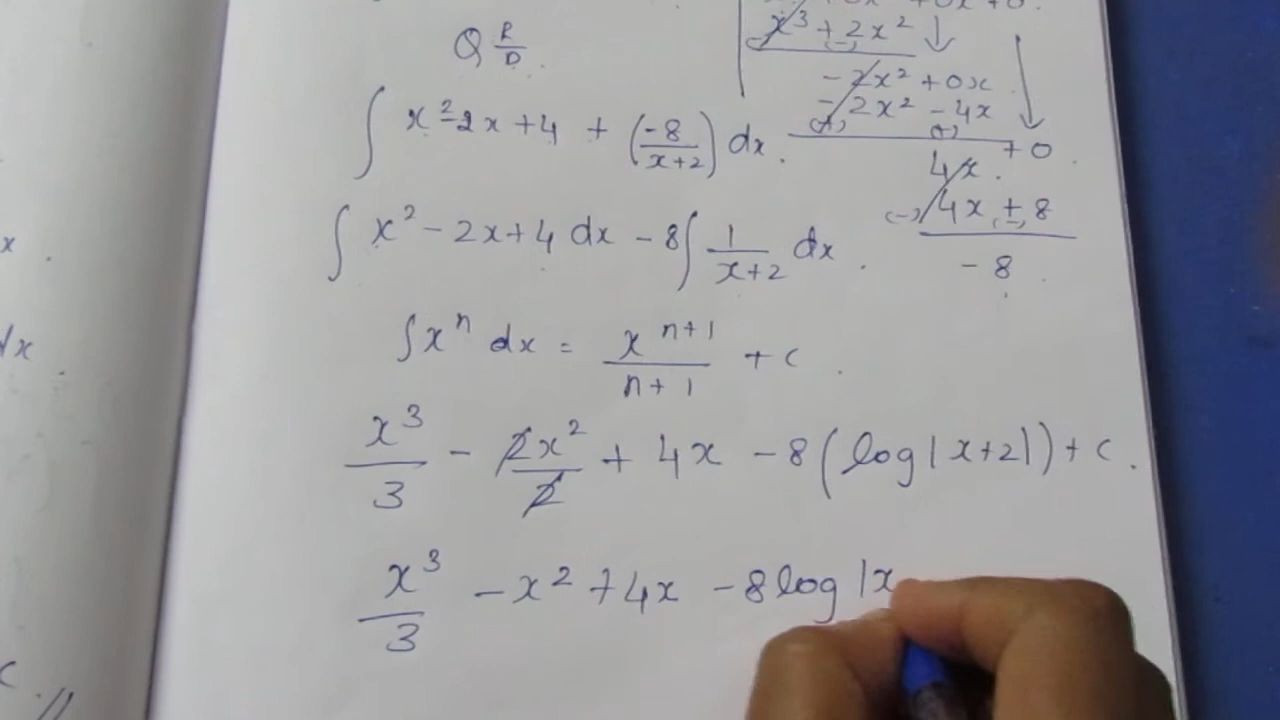 x³ + 2x² ↓
Q R/D .
- 2x² + 0x
- 2x² - 4x
(+) (+)
∫ x² - 2x + 4 + (-8/(x+2)) dx .
4x + 0
(-) 4x + 8
(-)
- 8
∫ x² - 2x + 4 dx - 8∫ 1/(x+2) dx .
∫ xⁿ dx = x^(n+1)/(n+1) + c
x³/3 - 2x²/2 + 4x - 8 ( log | x+2| ) + c .
x³/3 - x² + 4x - 8 log |x
x .
dx
c . //